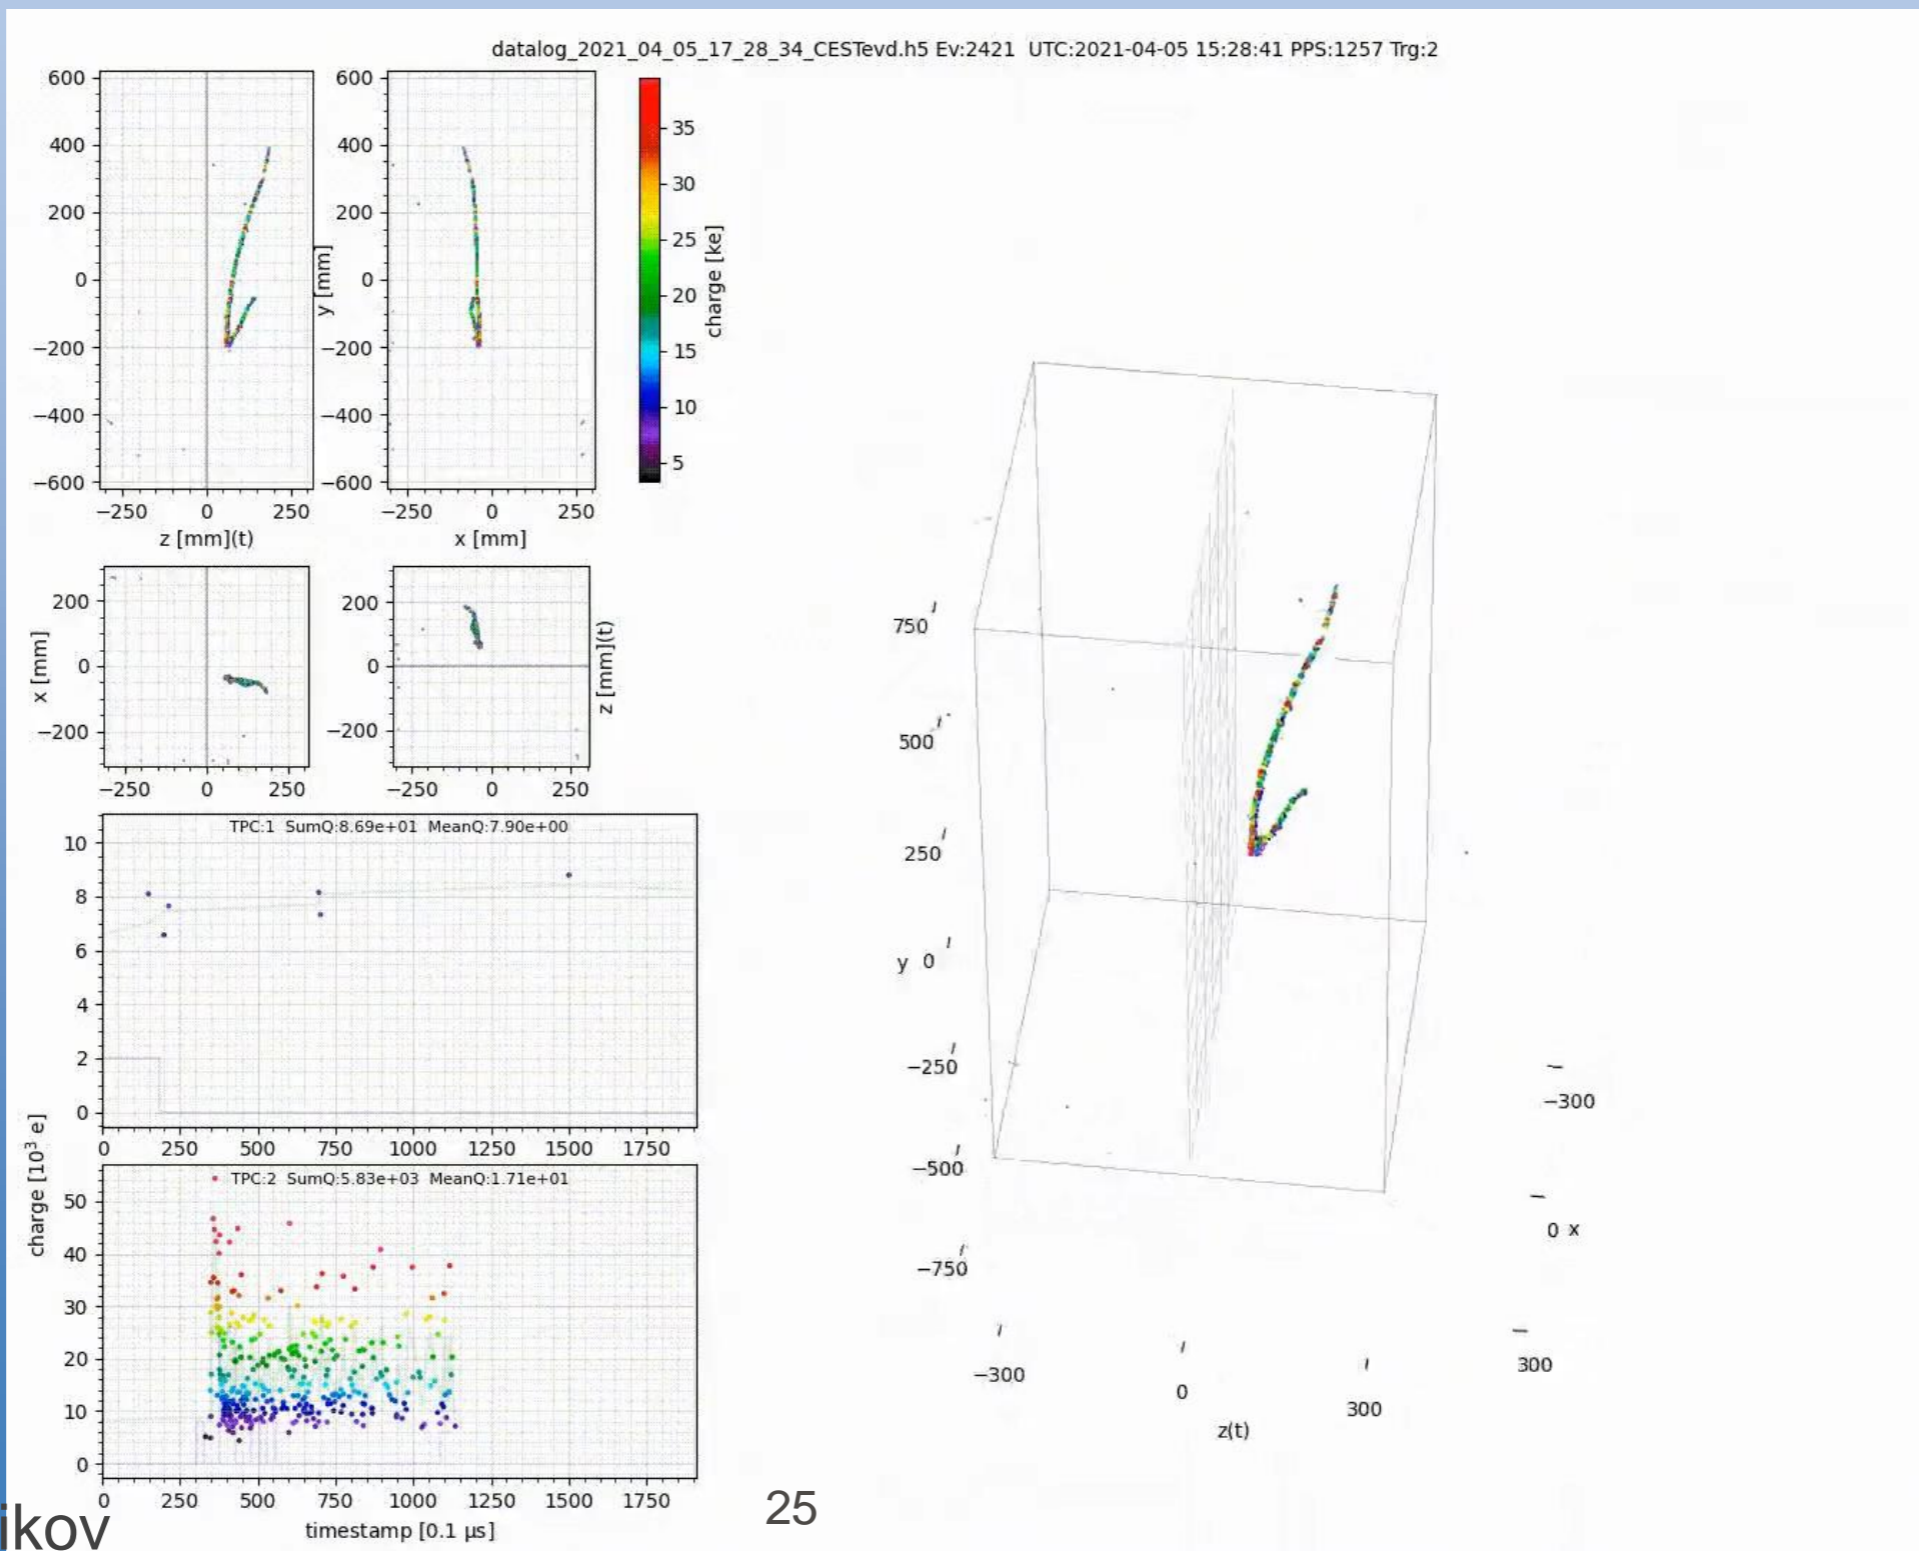 datalog_2021_04_05_17_28_34_CESTevd.h5 Ev:2421 UTC:2021-04-05 15:28:41 PPS:1257 Trg:2
600
400
200
0
−200
−400
−600
−250 0 250
z [mm](t)
y [mm]
600
400
200
0
−200
−400
−600
−250 0 250
x [mm]
35
30
25
20
15
10
5
charge [ke]
x [mm]
200
0
−200
−250 0 250
200
0
−200
−250 0 250
z [mm](t)
TPC:1 SumQ:8.69e+01 MeanQ:7.90e+00
10
8
6
4
2
0
0 250 500 750 1000 1250 1500 1750
charge [10³ e]
TPC:2 SumQ:5.83e+03 MeanQ:1.71e+01
50
40
30
20
10
0
0 250 500 750 1000 1250 1500 1750
timestamp [0.1 µs]
750
500
250
y 0
−250
−500
−750
−300
0
300
z(t)
−300
0 x
300
25
ikov